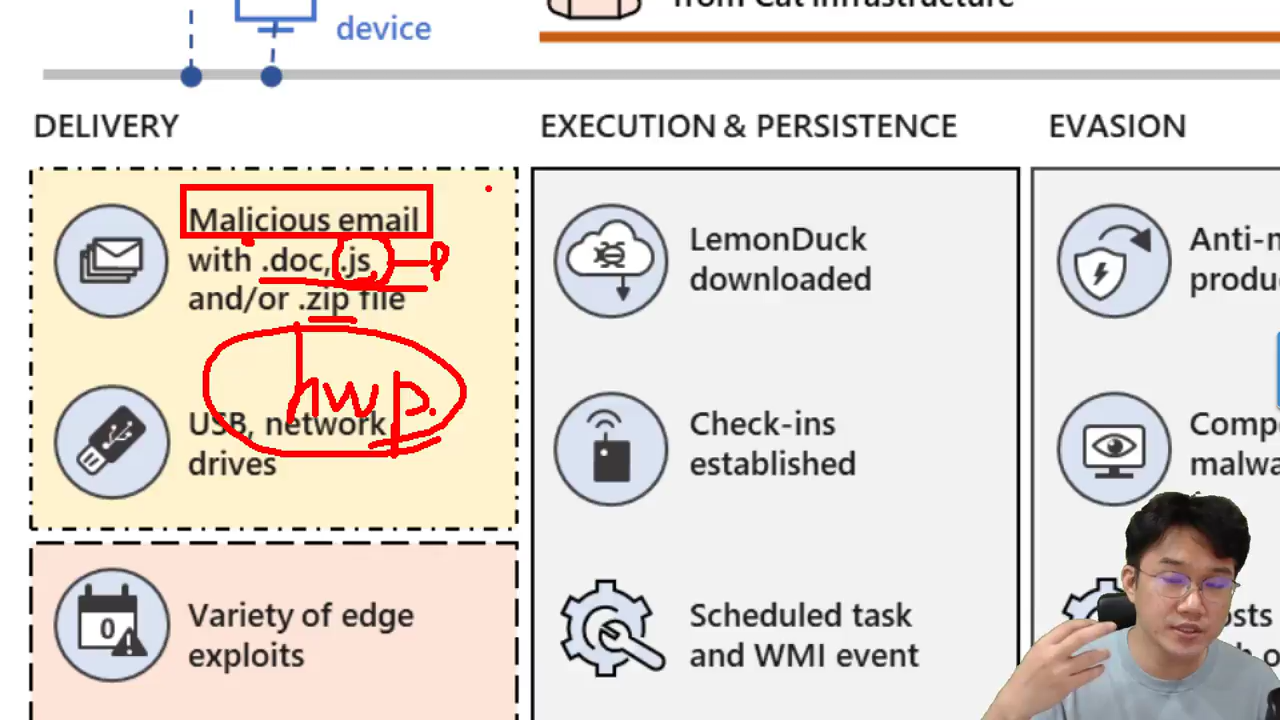 from Cat infrastructure
device
DELIVERY
Malicious email
with .doc, .js,
and/or .zip file
hwp.
USB, network
drives
Variety of edge
exploits
EXECUTION & PERSISTENCE
LemonDuck
downloaded
Check-ins
established
Scheduled task
and WMI event
EVASION
Anti-m
produ
Comp
malwa